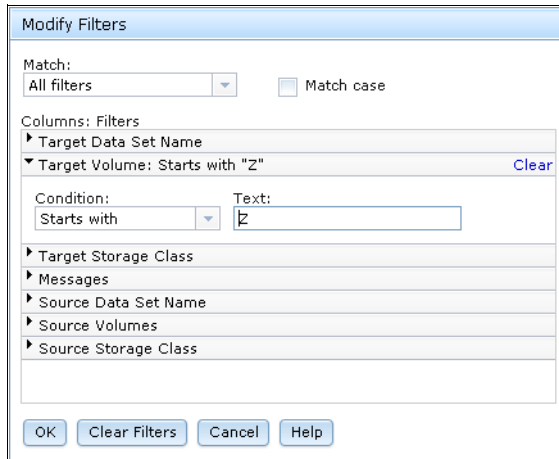 Modify Filters
Match:
All filters Match case
Columns: Filters
Target Data Set Name
Target Volume: Starts with "Z" Clear
Condition: Text:
Starts with Z
Target Storage Class
Messages
Source Data Set Name
Source Volumes
Source Storage Class
OK Clear Filters Cancel Help